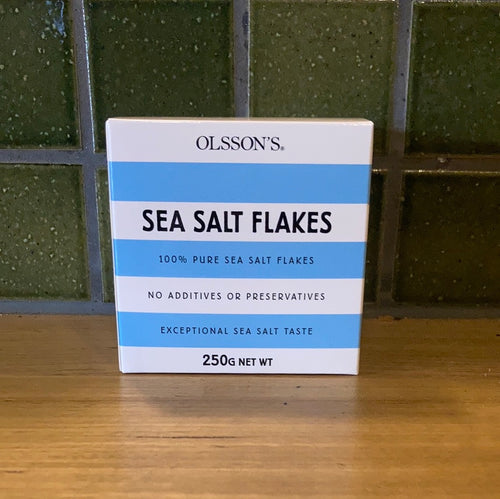 OLSSON'S®
SEA SALT FLAKES
100% PURE SEA SALT FLAKES
NO ADDITIVES OR PRESERVATIVES
EXCEPTIONAL SEA SALT TASTE
250G NET WT